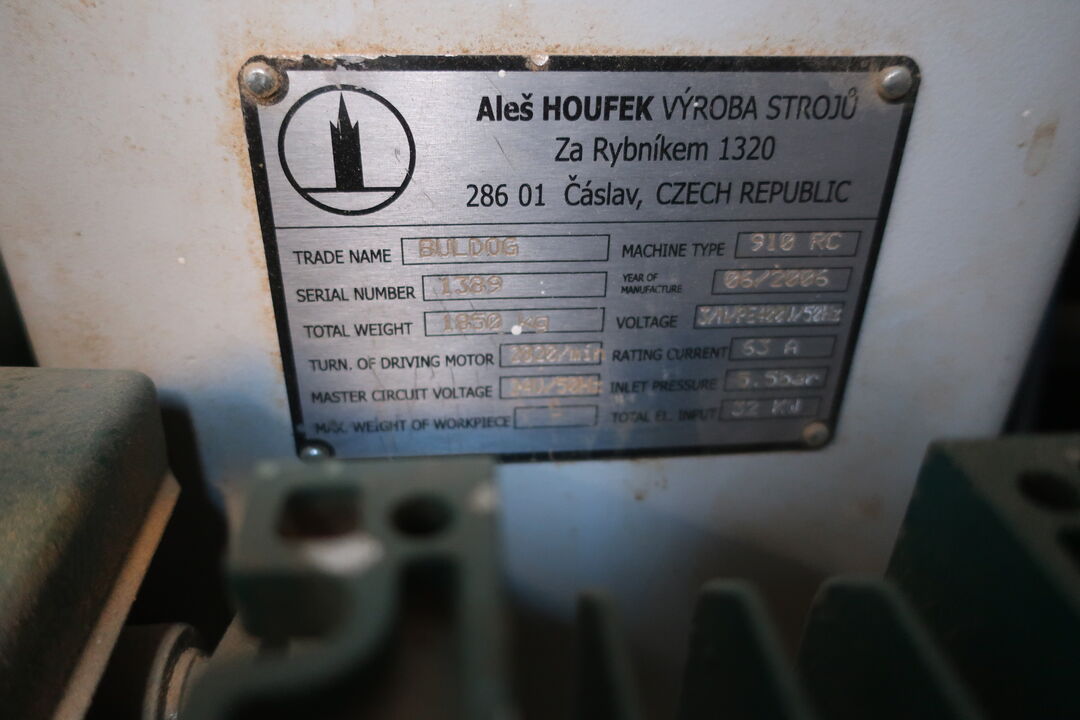 Aleš HOUFEK VÝROBA STROJŮ
Za Rybníkem 1320
286 01 Čáslav, CZECH REPUBLIC
TRADE NAME BULDOG MACHINE TYPE 910 RC
SERIAL NUMBER 1389 YEAR OF MANUFACTURE 06/2006
TOTAL WEIGHT 1850 kg VOLTAGE
TURN. OF DRIVING MOTOR RATING CURRENT 63 A
MASTER CIRCUIT VOLTAGE INLET PRESSURE
MAX. WEIGHT OF WORKPIECE TOTAL EL. INPUT 32 KW